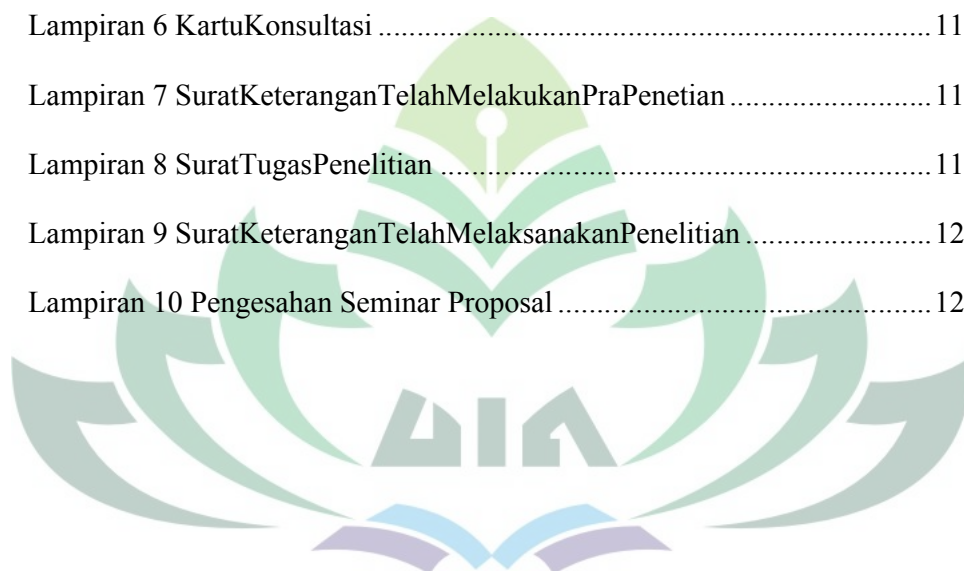 Lampiran 6 KartuKonsultasi ........................................................................... 11
Lampiran 7 SuratKeteranganTelahMelakukanPraPenetian ........................... 11
Lampiran 8 SuratTugasPenelitian .................................................................. 11
Lampiran 9 SuratKeteranganTelahMelaksanakanPenelitian ......................... 12
Lampiran 10 Pengesahan Seminar Proposal .................................................. 12
UIN